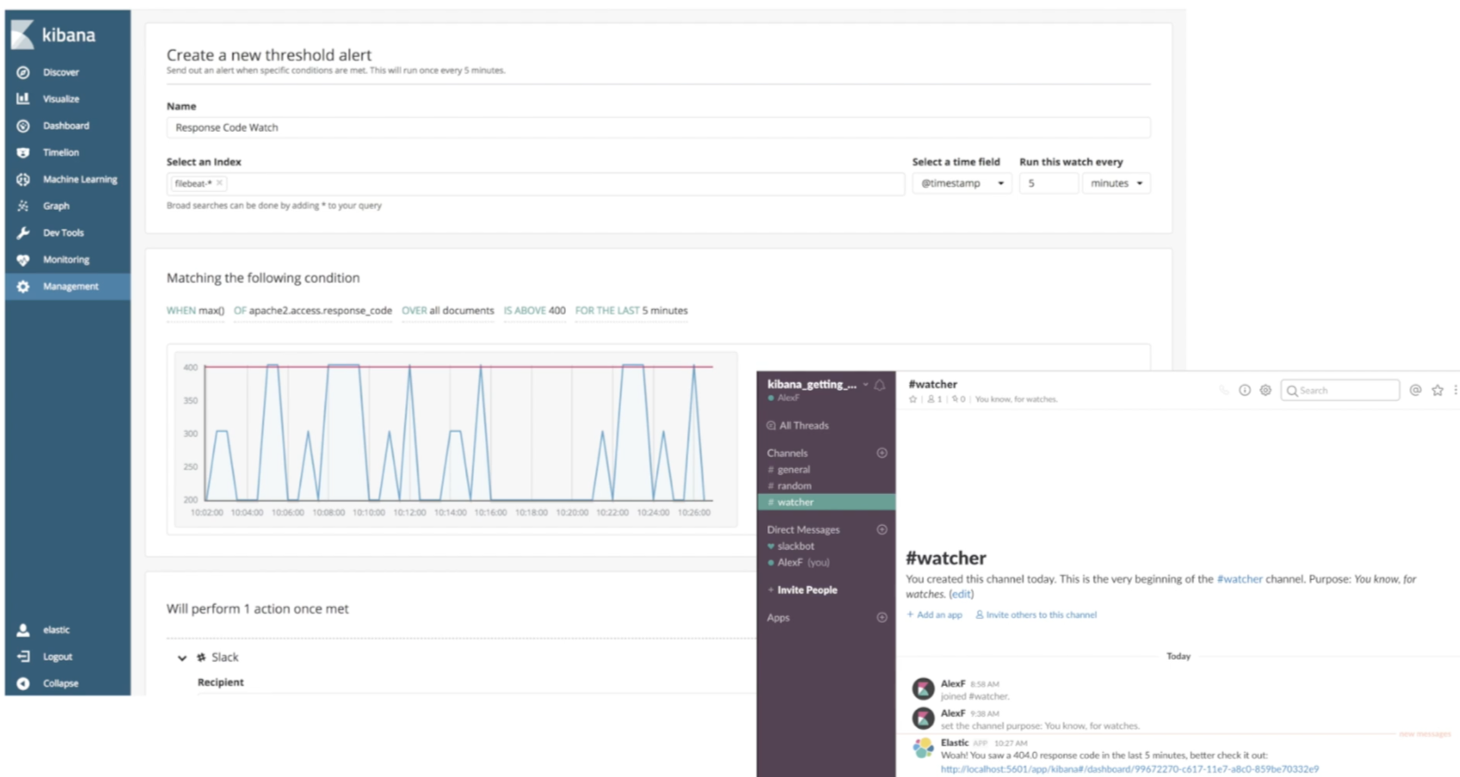 kibana
Discover
Visualize
Dashboard
Timelion
Machine Learning
Graph
Dev Tools
Monitoring
Management
elastic
Logout
Collapse
Create a new threshold alert
Send out an alert when specific conditions are met. This will run once every 5 minutes.
Name
Response Code Watch
Select an Index
Select a time field
Run this watch every
filebeat-* ×
@timestamp
5
minutes
Broad searches can be done by adding * to your query
Matching the following condition
WHEN max() OF apache2.access.response_code OVER all documents IS ABOVE 400 FOR THE LAST 5 minutes
400
350
300
250
200
10:02:00 10:04:00 10:06:00 10:08:00 10:10:00 10:12:00 10:14:00 10:16:00 10:18:00 10:20:00 10:22:00 10:24:00 10:26:00
Will perform 1 action once met
Slack
Recipient
kibana_getting_...
AlexF
All Threads
Channels
# general
# random
# watcher
Direct Messages
slackbot
AlexF (you)
+ Invite People
Apps
#watcher
1 | 0 | You know, for watches.
Search
#watcher
You created this channel today. This is the very beginning of the #watcher channel. Purpose: You know, for
watches. (edit)
+ Add an app Invite others to this channel
Today
AlexF 8:58 AM
joined #watcher.
AlexF 9:38 AM
set the channel purpose: You know, for watches.
new messages
Elastic APP 10:27 AM
Woah! You saw a 404.0 response code in the last 5 minutes, better check it out:
http://localhost:5601/app/kibana#/dashboard/99672270-c617-11e7-a8c0-859be70332e9